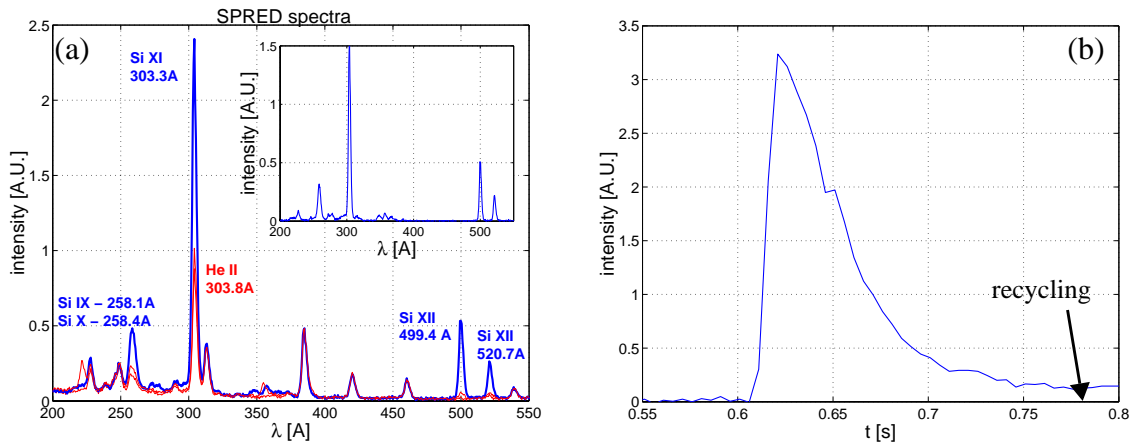 SPRED spectra
(a)
2.5
2
1.5
1
0.5
0
200
250
300
350
400
450
500
550
intensity [A.U.]
λ [A]
Si XI
303.3A
He II
303.8A
Si IX – 258.1A
Si X – 258.4A
Si XII
499.4 A
Si XII
520.7A
1.5
1
0.5
0
200
300
400
500
intensity [A.U.]
λ [A]
(b)
3.5
3
2.5
2
1.5
1
0.5
0
0.55
0.6
0.65
0.7
0.75
0.8
intensity [A.U.]
t [s]
recycling